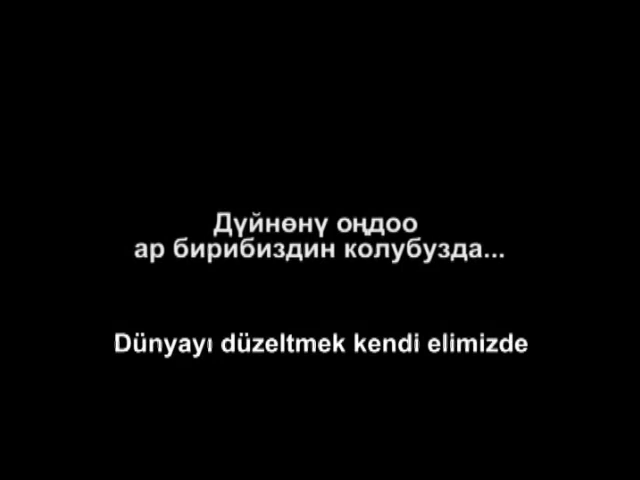 Дүйнөнү оңдоо
ар бирибиздин колубузда...
Dünyayı düzeltmek kendi elimizde